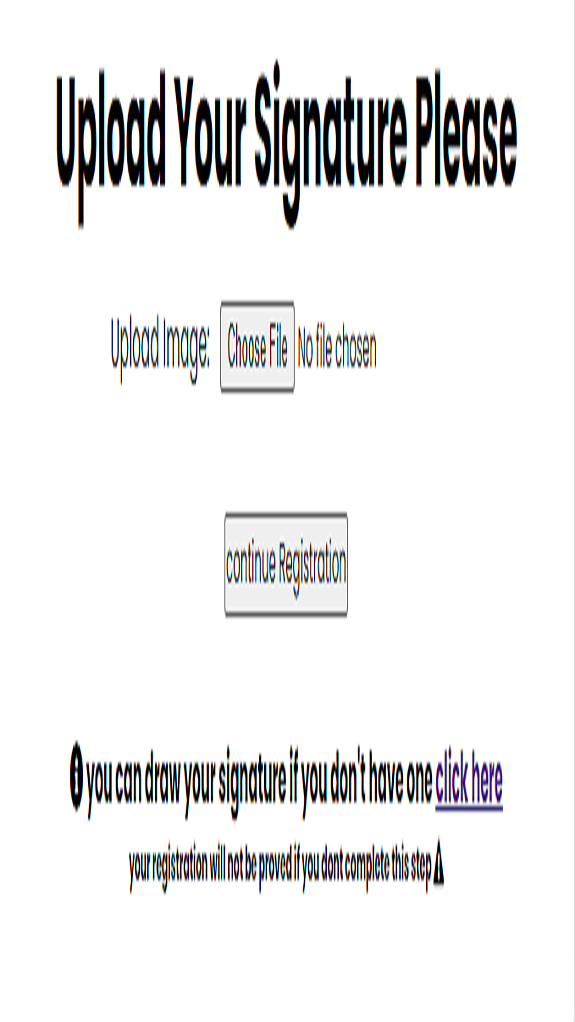 Upload Your Signature Please
Upload Image: Choose File No file chosen
continue Registration
you can draw your signature if you don't have one click here
your registration will not be proved if you dont complete this step